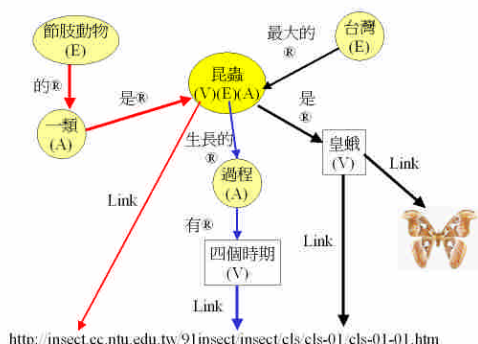 節肢動物
(E)
台灣
(E)
最大的
®
昆蟲
(V)(E)(A)
的®
是®
是
®
一類
(A)
生長的
®
皇蛾
(V)
過程
(A)
Link
Link
有®
四個時期
(V)
Link
Link
http://insect.cc.ntu.edu.tw/91insect/insect/cls/cls-01/cls-01-01.htm